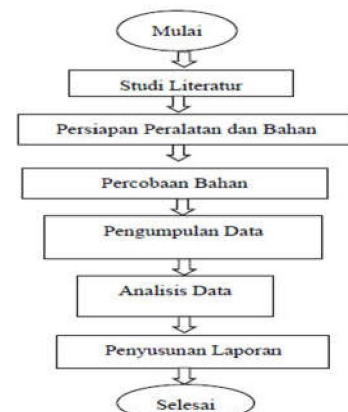 Mulai
Studi Literatur
Persiapan Peralatan dan Bahan
Percobaan Bahan
Pengumpulan Data
Analisis Data
Penyusunan Laporan
Selesai